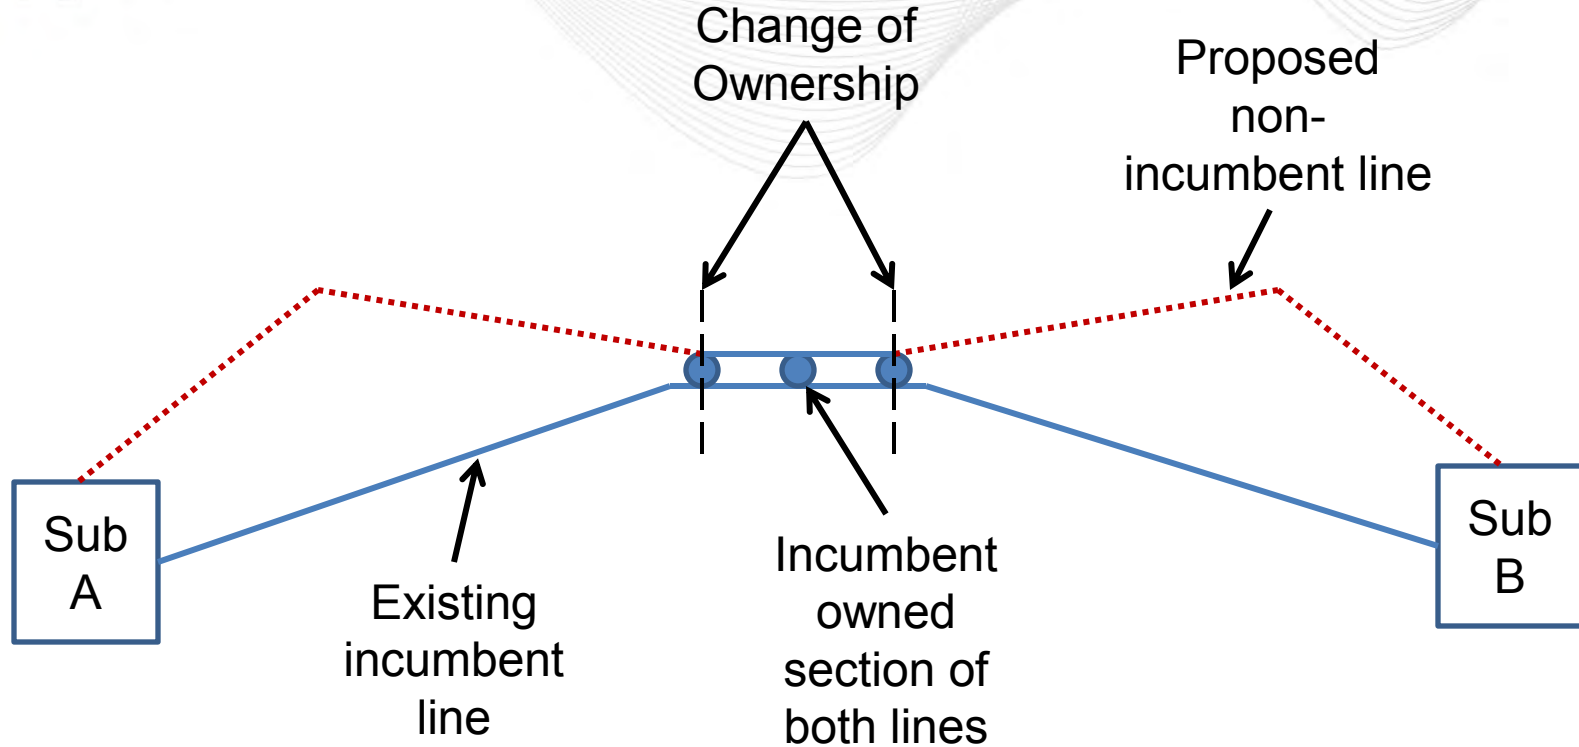 Change of
Ownership
Proposed
non-
incumbent line
Sub
A
Existing
incumbent
line
Incumbent
owned
section of
both lines
Sub
B